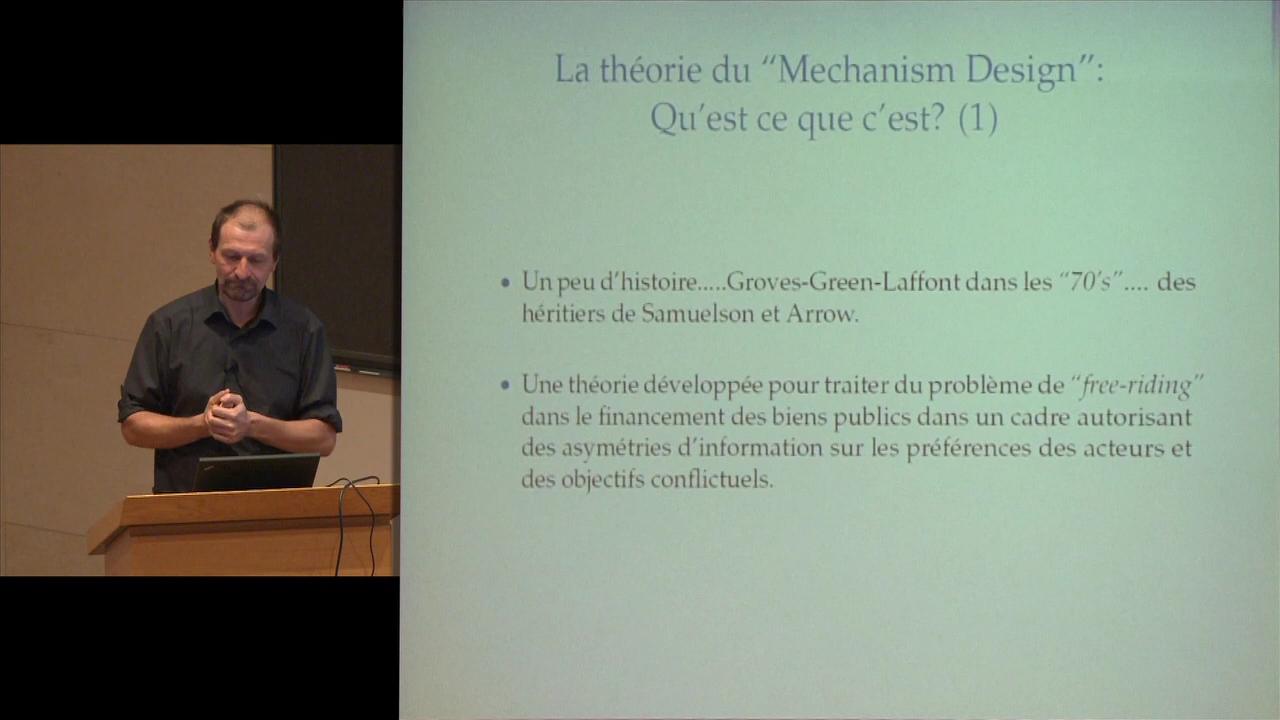 La théorie du “Mechanism Design”:
Qu’est ce que c’est? (1)
• Un peu d’histoire.....Groves-Green-Laffont dans les “70’s”.... des
héritiers de Samuelson et Arrow.
• Une théorie développée pour traiter du problème de “free-riding”
dans le financement des biens publics dans un cadre autorisant
des asymétries d’information sur les préférences des acteurs et
des objectifs conflictuels.